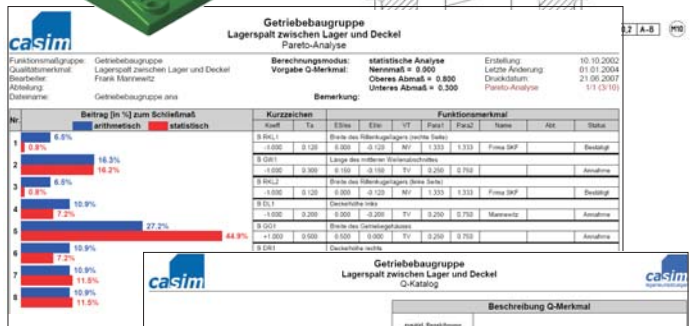 Getriebebaugruppe
Lagerspalt zwischen Lager und Deckel
Pareto-Analyse
casim
0,2 A-B M10
Funktionsmaßgruppe: Getriebebaugruppe
Qualitätsmerkmal: Lagerspalt zwischen Lager und Deckel
Bearbeiter: Frank Mannewitz
Abteilung:
Dateiname: Getriebebaugruppe.ana
Berechnungsmodus: statistische Analyse
Vorgabe Q-Merkmal: Nennmaß = 0.000
Oberes Abmaß = 0.800
Unteres Abmaß = 0.300
Bemerkung:
Erstellung: 10.10.2002
Letzte Änderung: 01.01.2004
Druckdatum: 21.06.2007
Pareto-Analyse 1/1 (3/10)
Nr. Beitrag [in %] zum Schließmaß Kurzzeichen Funktionsmerkmal
arithmetisch statistisch Koeff. Ta ES/es EI/ei VT Para1 Para2 Name Abt. Status
1 6.5% 0.8%
B RKL1 Breite des Rillenkugellagers (rechte Seite)
-1.000 0.120 0.000 -0.120 NV 1.333 1.333 Firma SKF Bestätigt
2 16.3% 16.2%
B GW1 Länge des mittleren Wellenabschnittes
-1.000 0.300 0.150 -0.150 TV 0.250 0.750 Annahme
3 6.5% 0.8%
B RKL2 Breite des Rillenkugellagers (linke Seite)
-1.000 0.120 0.000 -0.120 NV 1.333 1.333 Firma SKF Bestätigt
4 10.9% 7.2%
B DL1 Deckelhöhe links
-1.000 0.200 0.000 -0.200 TV 0.250 0.750 Mannewitz Annahme
5 27.2% 44.9%
B GG1 Breite des Getriebegehäuses
+1.000 0.500 0.500 0.000 TV 0.250 0.750 Annahme
6 10.9% 7.2%
B DR1 Deckelhöhe rechts
7 10.9% 11.5%
8 10.9% 11.5%
casim
Getriebebaugruppe
Lagerspalt zwischen Lager und Deckel
Q-Katalog
casim
Beschreibung Q-Merkmal